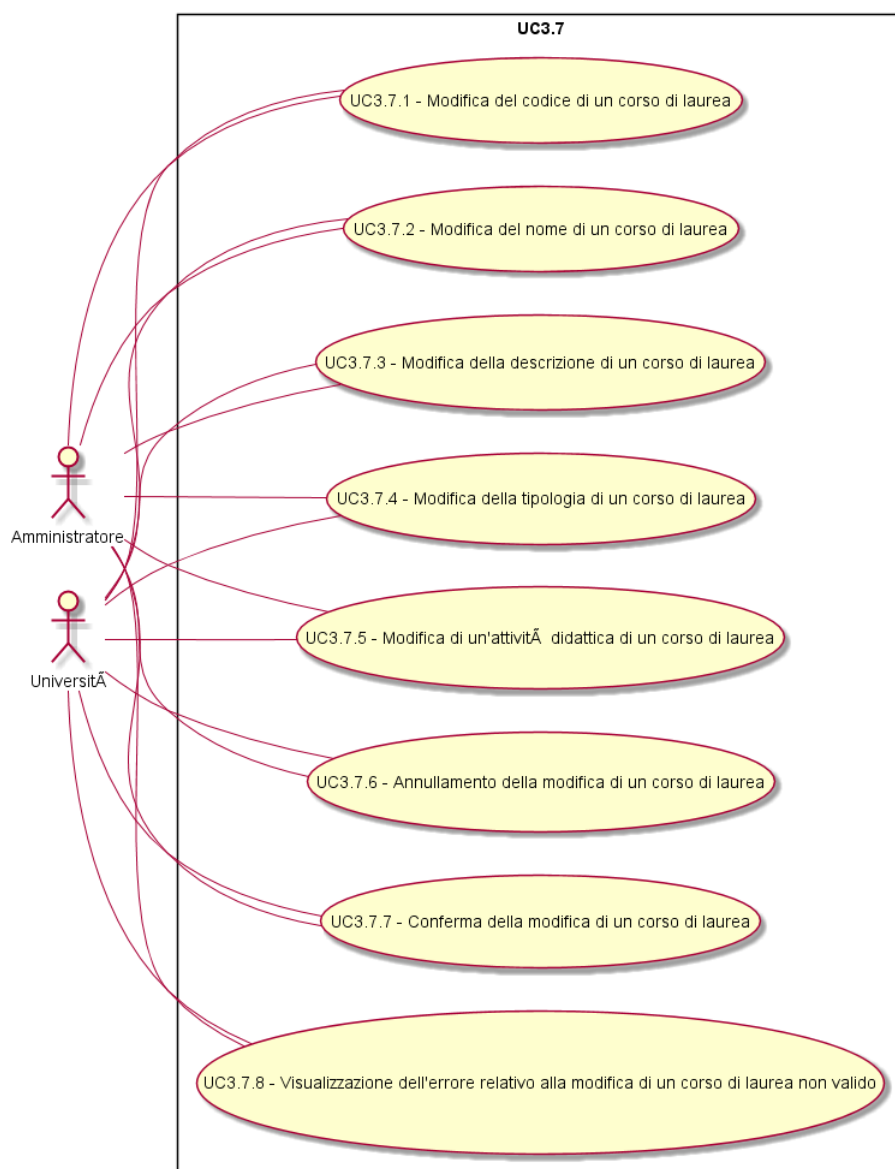 UC3.7
UC3.7.1 - Modifica del codice di un corso di laurea
UC3.7.2 - Modifica del nome di un corso di laurea
UC3.7.3 - Modifica della descrizione di un corso di laurea
Amministratore
UC3.7.4 - Modifica della tipologia di un corso di laurea
UniversitÃ
UC3.7.5 - Modifica di un'attivitÃ  didattica di un corso di laurea
UC3.7.6 - Annullamento della modifica di un corso di laurea
UC3.7.7 - Conferma della modifica di un corso di laurea
UC3.7.8 - Visualizzazione dell'errore relativo alla modifica di un corso di laurea non valido